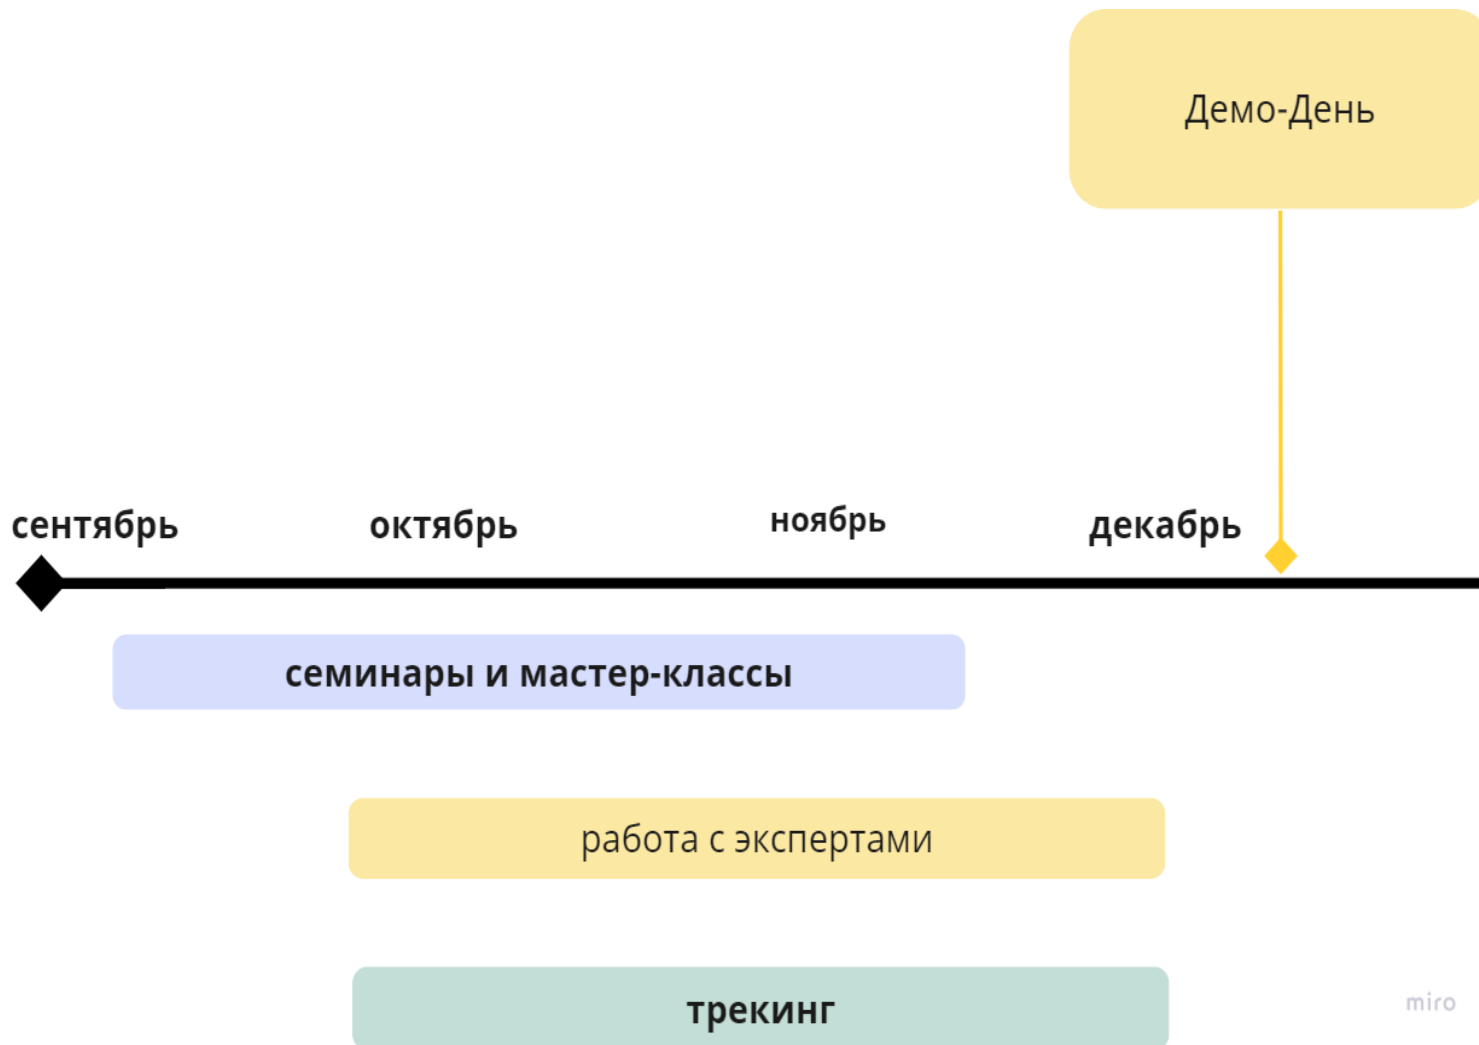 Демо-День
сентябрь
октябрь
ноябрь
декабрь
семинары и мастер-классы
работа с экспертами
трекинг
miro